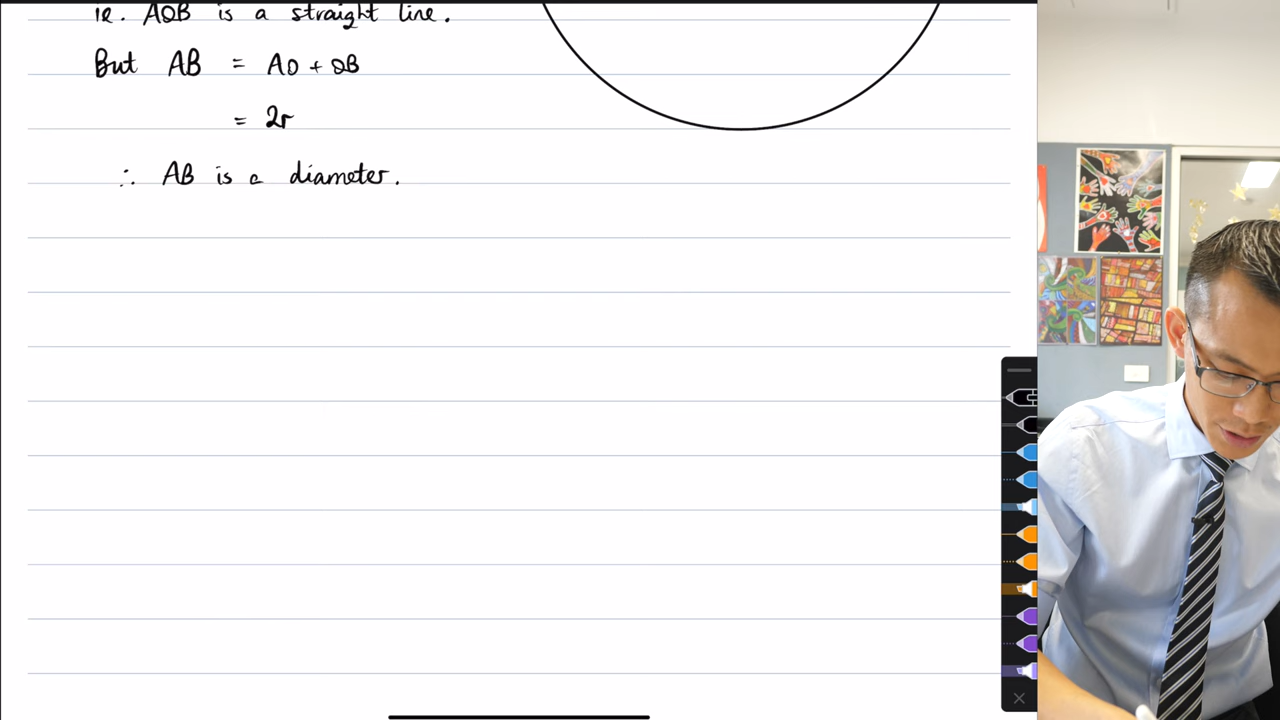 ie. AOB is a straight line.
But AB = AO + OB
= 2r
∴ AB is a diameter.